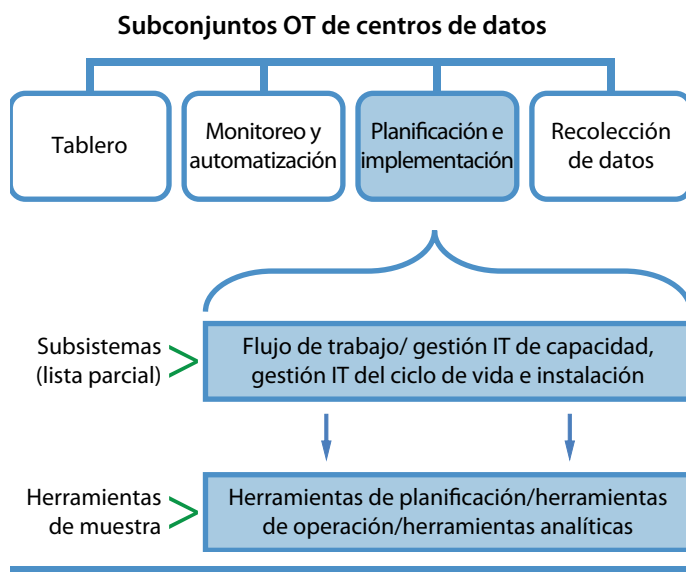 Subconjuntos OT de centros de datos
Tablero
Monitoreo y
automatización
Planificación e
implementación
Recolección
de datos
Subsistemas
(lista parcial)
Flujo de trabajo/ gestión IT de capacidad,
gestión IT del ciclo de vida e instalación
Herramientas
de muestra
Herramientas de planificación/herramientas
de operación/herramientas analíticas